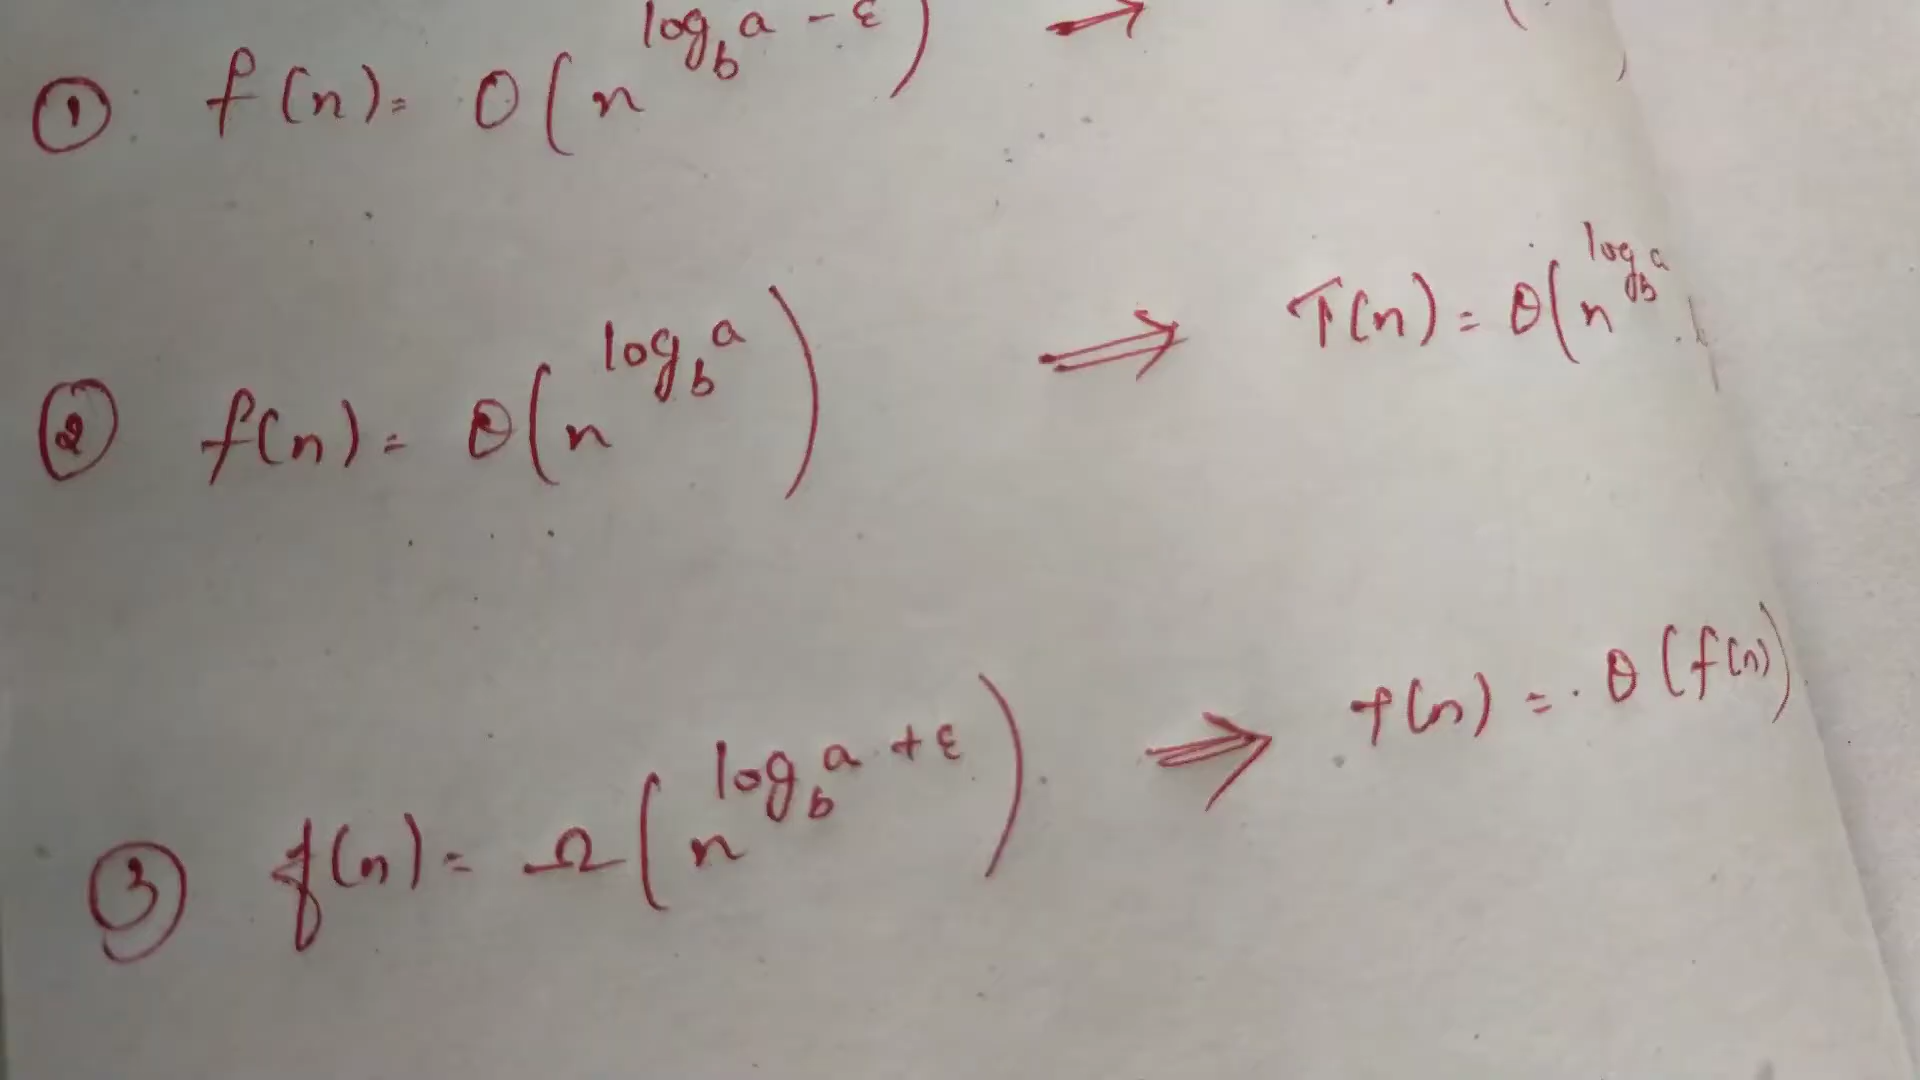 ① f(n) = O(n^{log_b a - ε}) →
② f(n) = θ(n^{log_b a}) ⇒ T(n) = θ(n^{log_b a}
③ f(n) = Ω(n^{log_b a + ε}) ⇒ T(n) = θ(f(n))